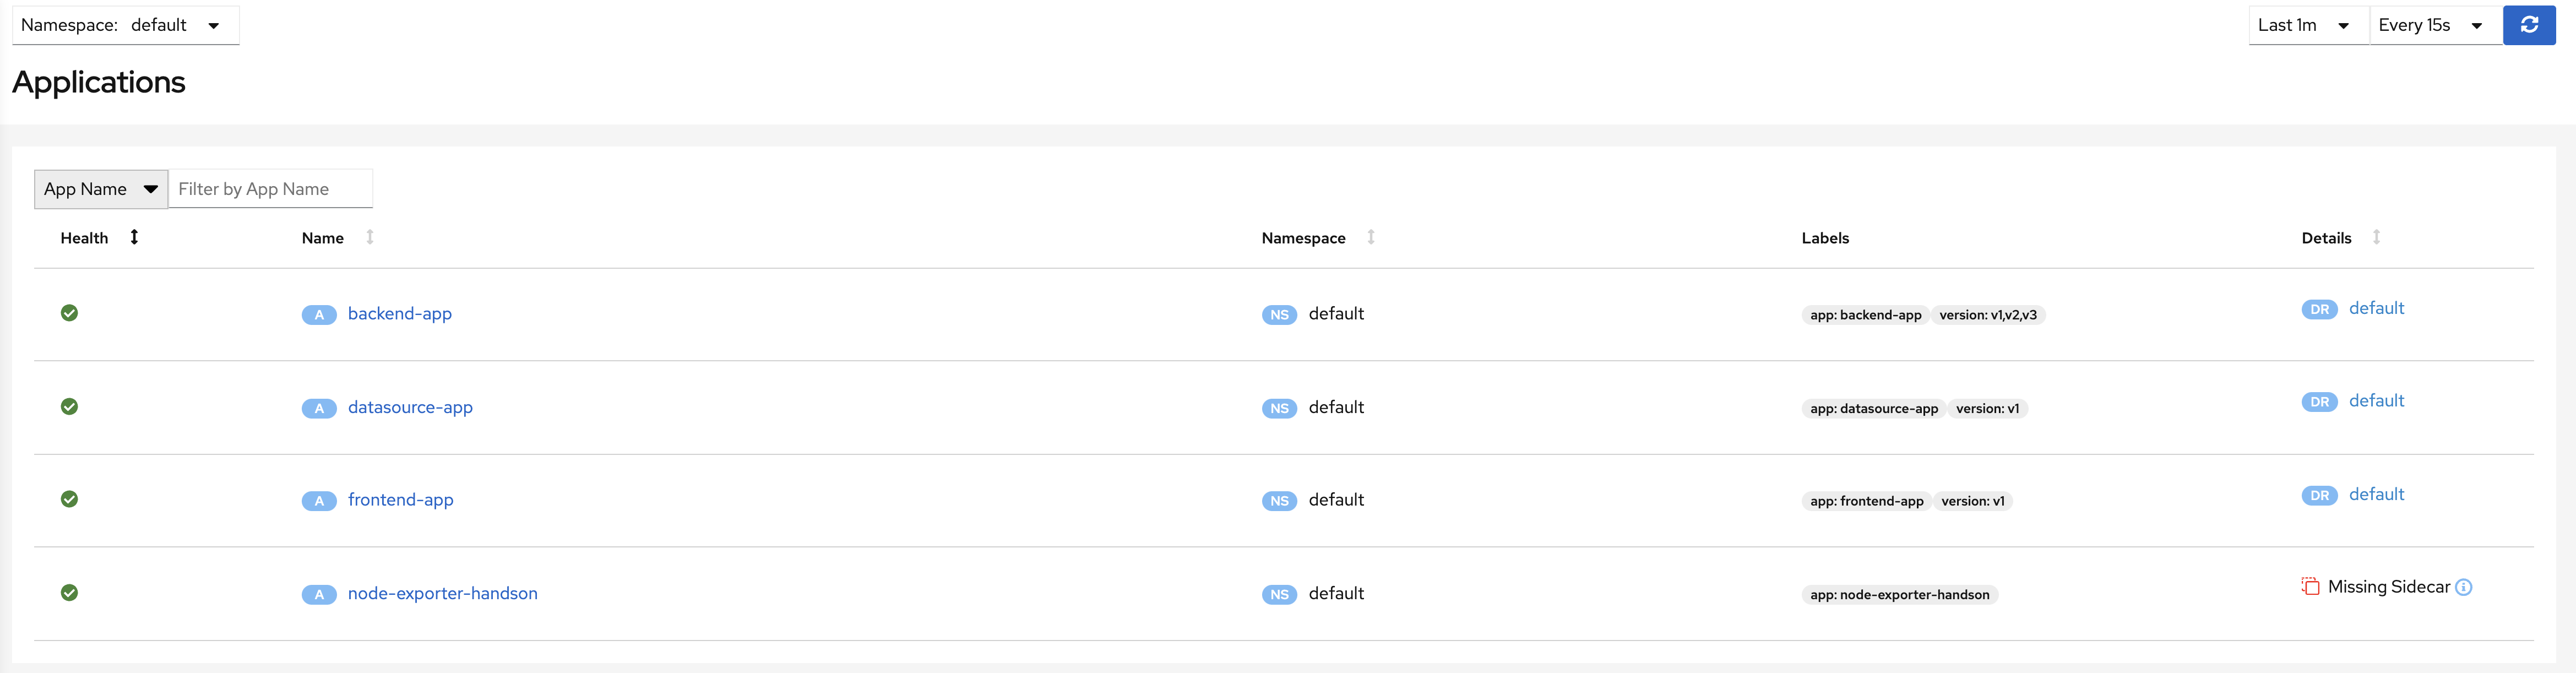 Namespace: default Last 1m Every 15s
Applications
App Name Filter by App Name
Health Name Namespace Labels Details
A backend-app NS default app: backend-app version: v1,v2,v3 DR default
A datasource-app NS default app: datasource-app version: v1 DR default
A frontend-app NS default app: frontend-app version: v1 DR default
A node-exporter-handson NS default app: node-exporter-handson Missing Sidecar